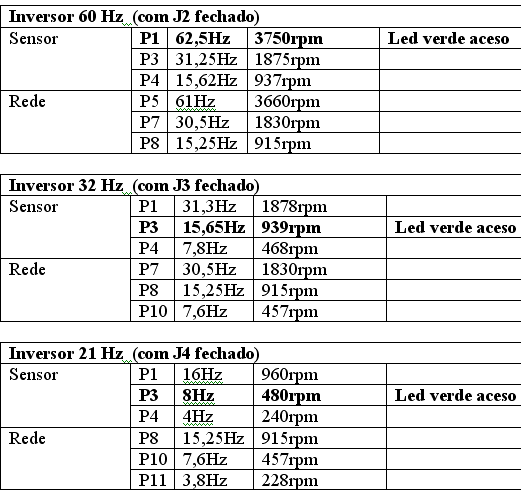 Inversor 60 Hz (com J2 fechado)
Sensor P1 62,5Hz 3750rpm Led verde aceso
P3 31,25Hz 1875rpm
P4 15,62Hz 937rpm
Rede P5 61Hz 3660rpm
P7 30,5Hz 1830rpm
P8 15,25Hz 915rpm
Inversor 32 Hz (com J3 fechado)
Sensor P1 31,3Hz 1878rpm
P3 15,65Hz 939rpm Led verde aceso
P4 7,8Hz 468rpm
Rede P7 30,5Hz 1830rpm
P8 15,25Hz 915rpm
P10 7,6Hz 457rpm
Inversor 21 Hz (com J4 fechado)
Sensor P1 16Hz 960rpm
P3 8Hz 480rpm Led verde aceso
P4 4Hz 240rpm
Rede P8 15,25Hz 915rpm
P10 7,6Hz 457rpm
P11 3,8Hz 228rpm